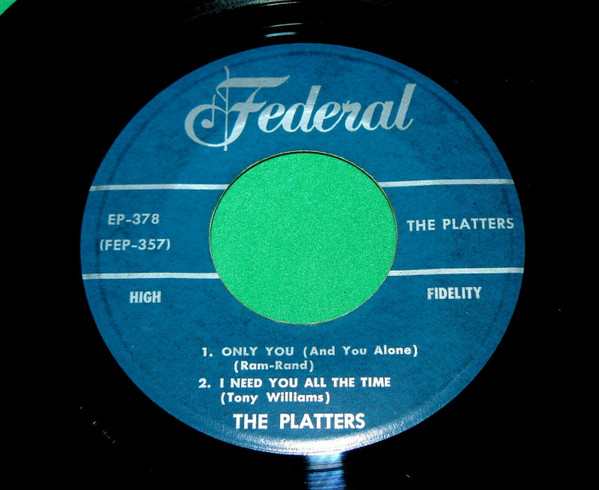 Federal
EP-378
(FEP-357)
THE PLATTERS
HIGH
FIDELITY
1. ONLY YOU (And You Alone)
(Ram-Rand)
2. I NEED YOU ALL THE TIME
(Tony Williams)
THE PLATTERS